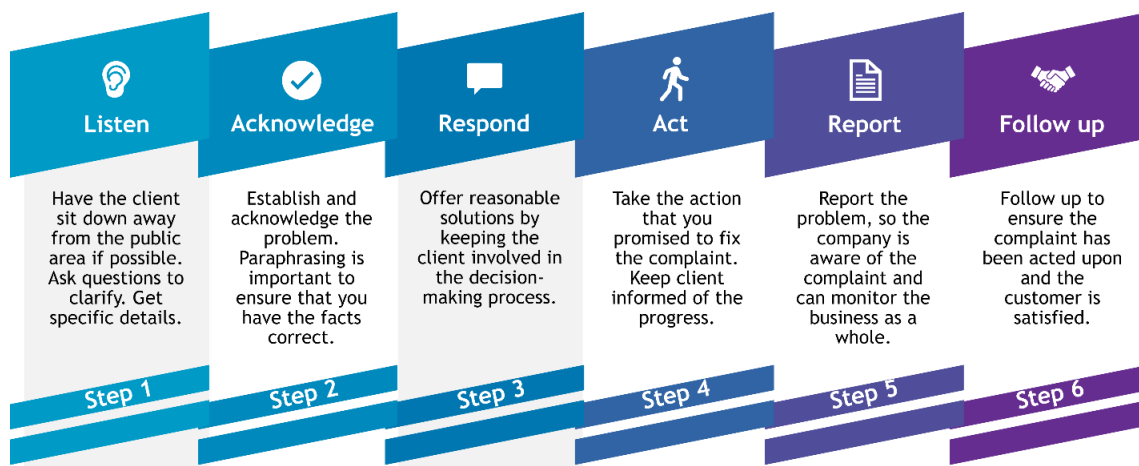 Listen
Have the client
sit down away
from the public
area if possible.
Ask questions to
clarify. Get
specific details.
Step 1
Acknowledge
Establish and
acknowledge the
problem.
Paraphrasing is
important to
ensure that you
have the facts
correct.
Step 2
Respond
Offer reasonable
solutions by
keeping the
client involved in
the decision-
making process.
Step 3
Act
Take the action
that you
promised to fix
the complaint.
Keep client
informed of the
progress.
Step 4
Report
Report the
problem, so the
company is
aware of the
complaint and
can monitor the
business as a
whole.
Step 5
Follow up
Follow up to
ensure the
complaint has
been acted upon
and the
customer is
satisfied.
Step 6